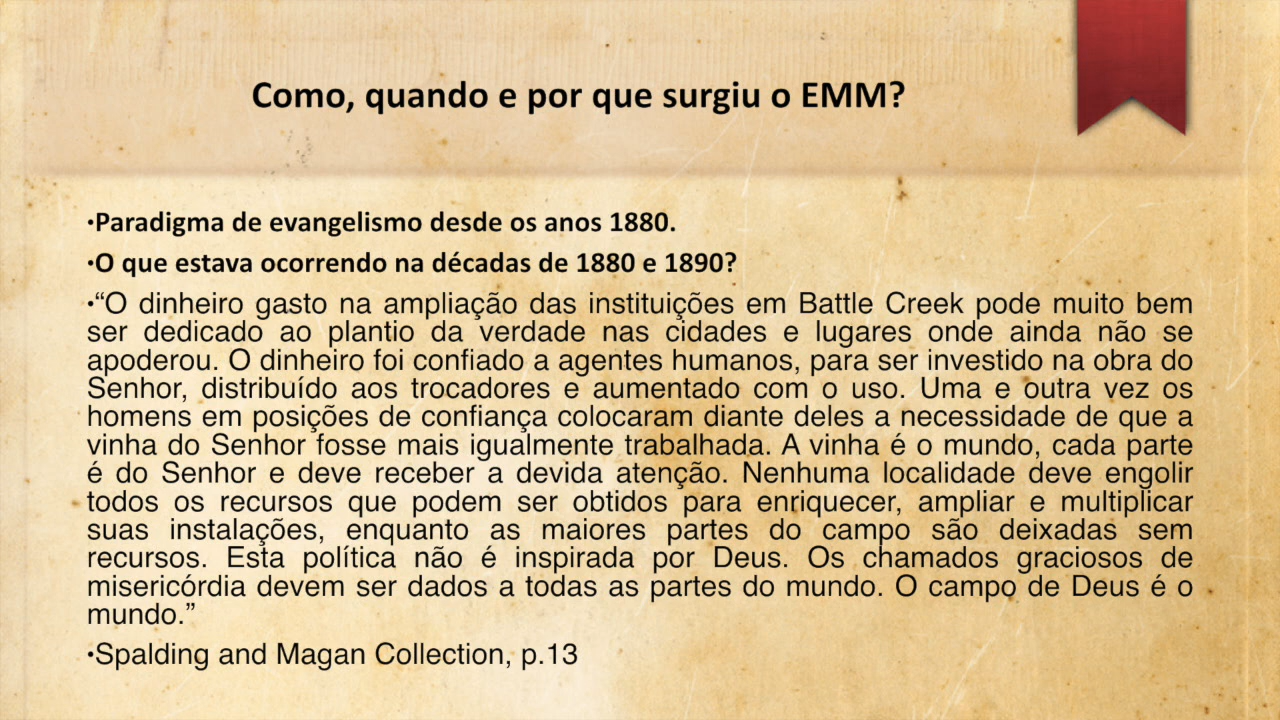 Como, quando e por que surgiu o EMM?
•Paradigma de evangelismo desde os anos 1880.
•O que estava ocorrendo na décadas de 1880 e 1890?
•“O dinheiro gasto na ampliação das instituições em Battle Creek pode muito bem
ser dedicado ao plantio da verdade nas cidades e lugares onde ainda não se
apoderou. O dinheiro foi confiado a agentes humanos, para ser investido na obra do
Senhor, distribuído aos trocadores e aumentado com o uso. Uma e outra vez os
homens em posições de confiança colocaram diante deles a necessidade de que a
vinha do Senhor fosse mais igualmente trabalhada. A vinha é o mundo, cada parte
é do Senhor e deve receber a devida atenção. Nenhuma localidade deve engolir
todos os recursos que podem ser obtidos para enriquecer, ampliar e multiplicar
suas instalações, enquanto as maiores partes do campo são deixadas sem
recursos. Esta política não é inspirada por Deus. Os chamados graciosos de
misericórdia devem ser dados a todas as partes do mundo. O campo de Deus é o
mundo.”
•Spalding and Magan Collection, p.13